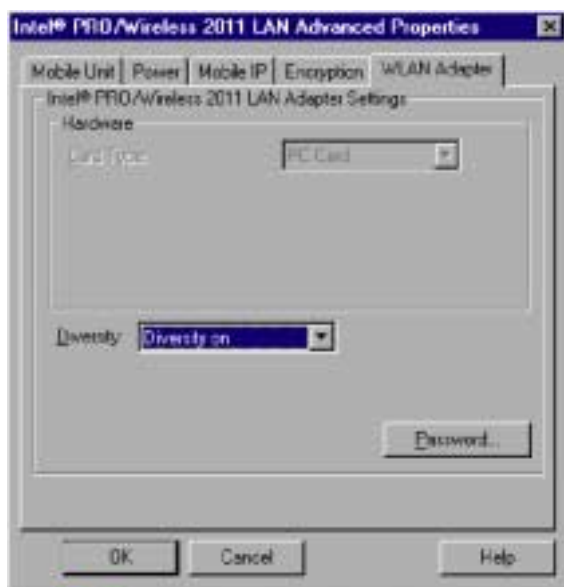 Intel® PRO/Wireless 2011 LAN Advanced Properties
Mobile Unit Power Mobile IP Encryption WLAN Adapter
Intel® PRO/Wireless 2011 LAN Adapter Settings
Hardware
Card Type: PC Card
Diversity: Diversity on
Password...
OK Cancel Help